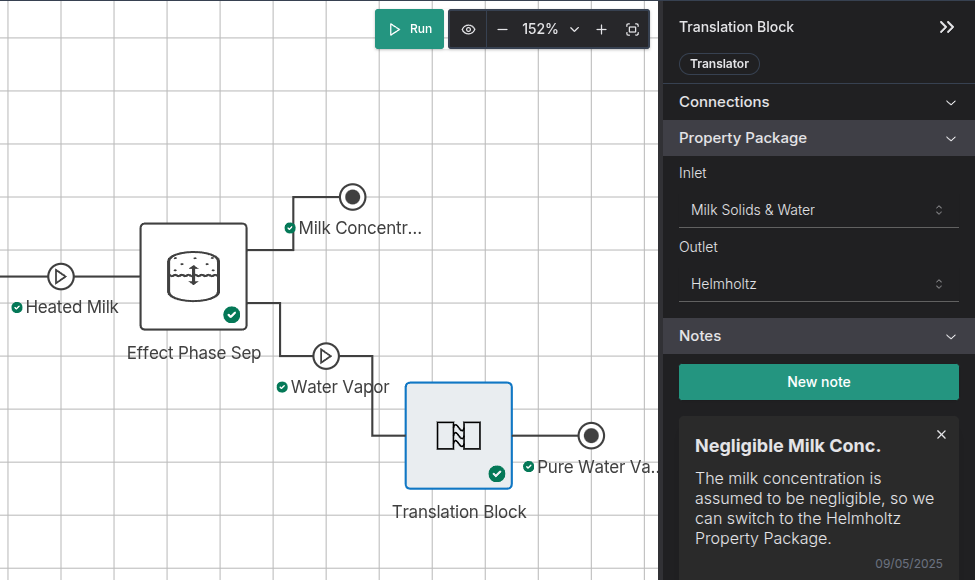 Run
152%
Milk Concentr...
Heated Milk
Effect Phase Sep
Water Vapor
Pure Water Va...
Translation Block
Translation Block
Translator
Connections
Property Package
Inlet
Milk Solids & Water
Outlet
Helmholtz
Notes
New note
Negligible Milk Conc.
The milk concentration is
assumed to be negligible, so we
can switch to the Helmholtz
Property Package.
09/05/2025